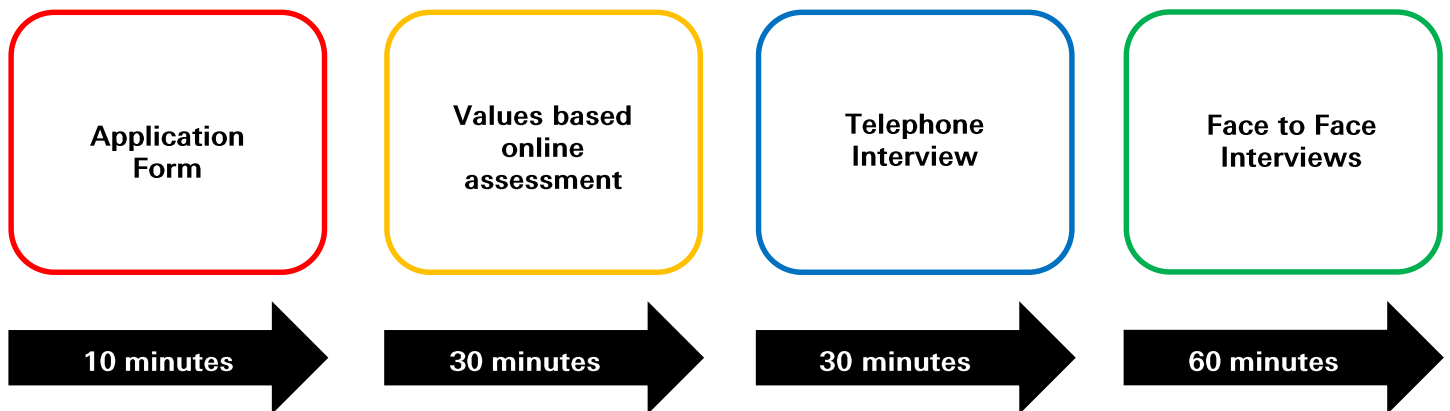 Application
Form
Values based
online
assessment
Telephone
Interview
Face to Face
Interviews
10 minutes
30 minutes
30 minutes
60 minutes